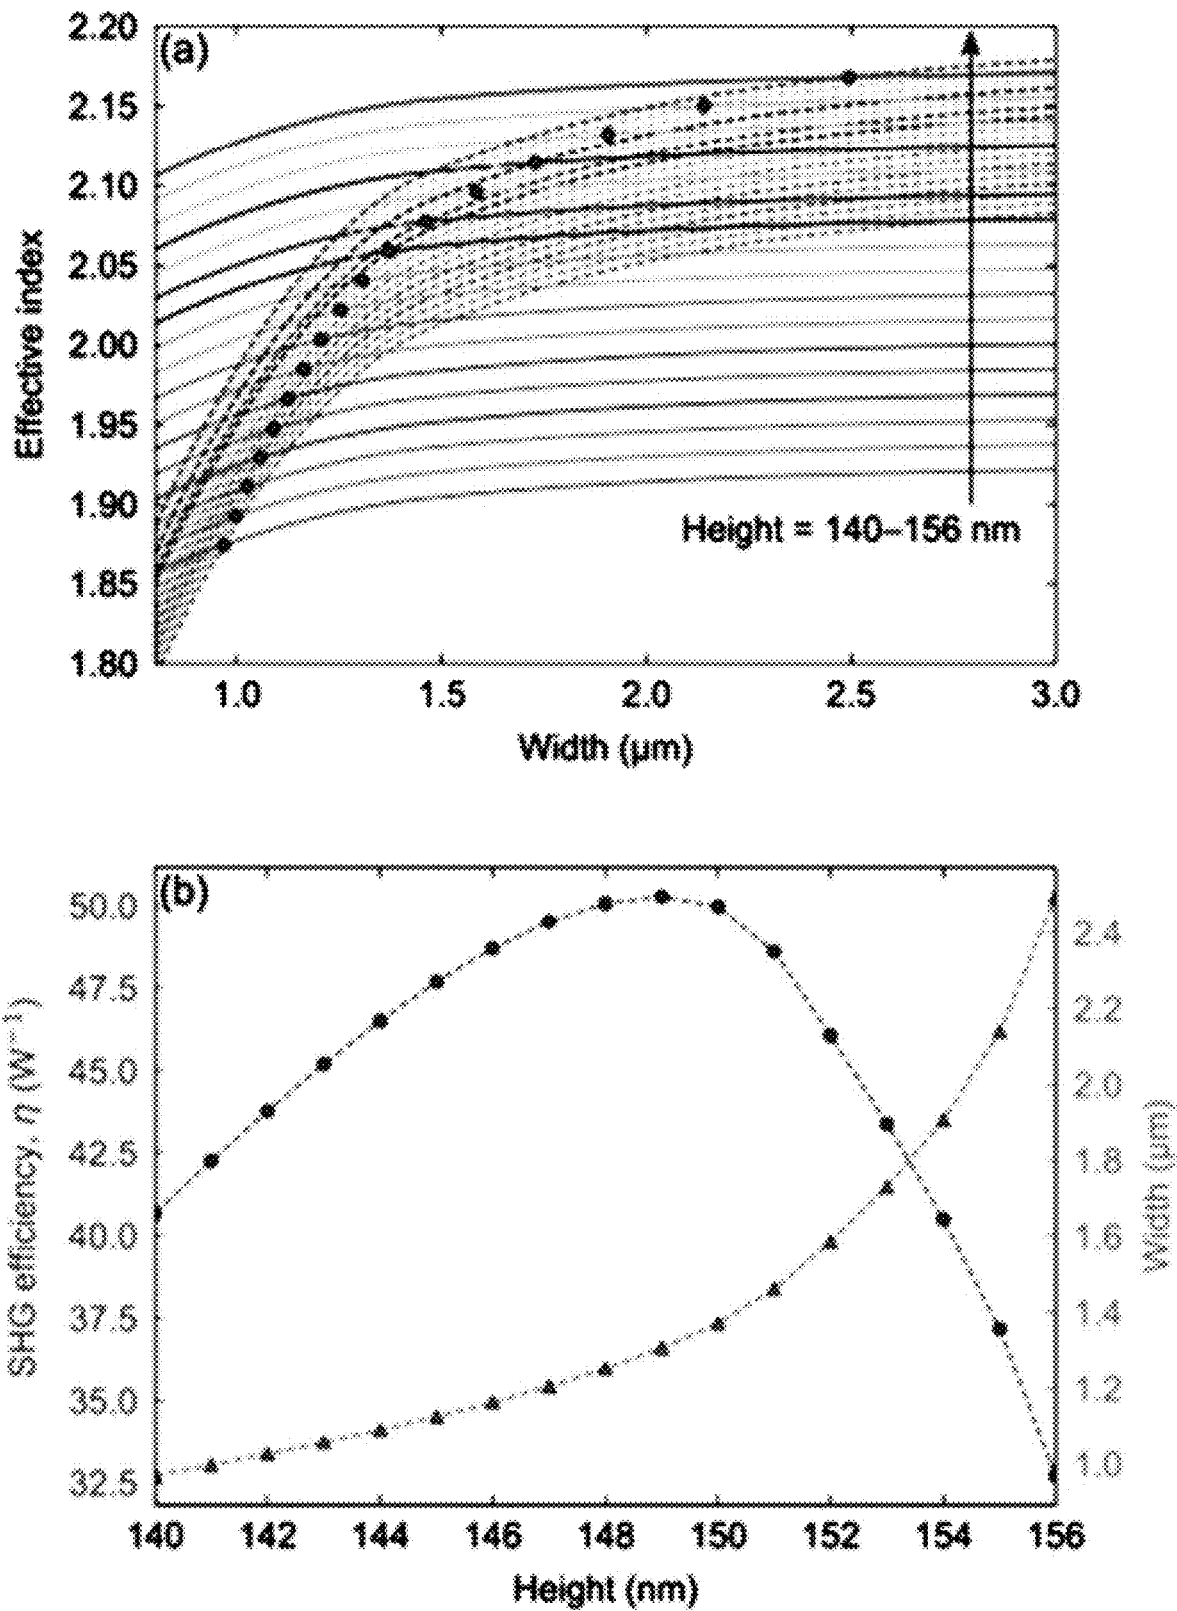 (a)
2.20
2.15
2.10
2.05
2.00
1.95
1.90
1.85
1.80
Effective index
Height = 140–156 nm
1.0 1.5 2.0 2.5 3.0
Width (μm)
(b)
50.0
47.5
45.0
42.5
40.0
37.5
35.0
32.5
SHG efficiency, η (W⁻¹)
2.4
2.2
2.0
1.8
1.6
1.4
1.2
1.0
Width (μm)
140 142 144 146 148 150 152 154 156
Height (nm)